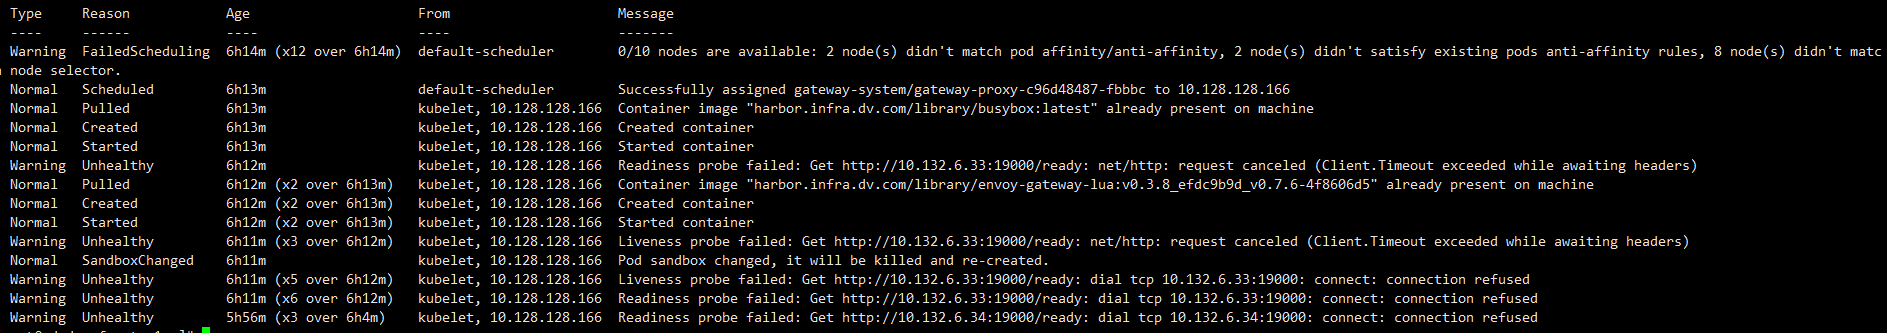 Type Reason Age From Message
---- ------ ---- ---- -------
Warning FailedScheduling 6h14m (x12 over 6h14m) default-scheduler 0/10 nodes are available: 2 node(s) didn't match pod affinity/anti-affinity, 2 node(s) didn't satisfy existing pods anti-affinity rules, 8 node(s) didn't matc
node selector.
Normal Scheduled 6h13m default-scheduler Successfully assigned gateway-system/gateway-proxy-c96d48487-fbbbc to 10.128.128.166
Normal Pulled 6h13m kubelet, 10.128.128.166 Container image "harbor.infra.dv.com/library/busybox:latest" already present on machine
Normal Created 6h13m kubelet, 10.128.128.166 Created container
Normal Started 6h13m kubelet, 10.128.128.166 Started container
Warning Unhealthy 6h12m kubelet, 10.128.128.166 Readiness probe failed: Get http://10.132.6.33:19000/ready: net/http: request canceled (Client.Timeout exceeded while awaiting headers)
Normal Pulled 6h12m (x2 over 6h13m) kubelet, 10.128.128.166 Container image "harbor.infra.dv.com/library/envoy-gateway-lua:v0.3.8_efdc9b9d_v0.7.6-4f8606d5" already present on machine
Normal Created 6h12m (x2 over 6h13m) kubelet, 10.128.128.166 Created container
Normal Started 6h12m (x2 over 6h13m) kubelet, 10.128.128.166 Started container
Warning Unhealthy 6h11m (x3 over 6h12m) kubelet, 10.128.128.166 Liveness probe failed: Get http://10.132.6.33:19000/ready: net/http: request canceled (Client.Timeout exceeded while awaiting headers)
Normal SandboxChanged 6h11m kubelet, 10.128.128.166 Pod sandbox changed, it will be killed and re-created.
Warning Unhealthy 6h11m (x5 over 6h12m) kubelet, 10.128.128.166 Liveness probe failed: Get http://10.132.6.33:19000/ready: dial tcp 10.132.6.33:19000: connect: connection refused
Warning Unhealthy 6h11m (x6 over 6h12m) kubelet, 10.128.128.166 Readiness probe failed: Get http://10.132.6.33:19000/ready: dial tcp 10.132.6.33:19000: connect: connection refused
Warning Unhealthy 5h56m (x3 over 6h4m) kubelet, 10.128.128.166 Readiness probe failed: Get http://10.132.6.34:19000/ready: dial tcp 10.132.6.34:19000: connect: connection refused